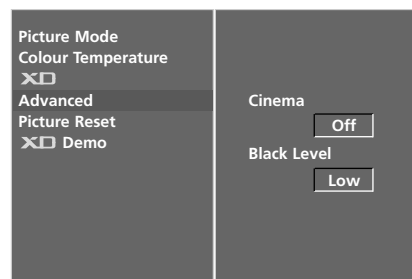 Picture Mode
Colour Temperature
XD
Advanced
Picture Reset
XD Demo
Cinema
Off
Black Level
Low